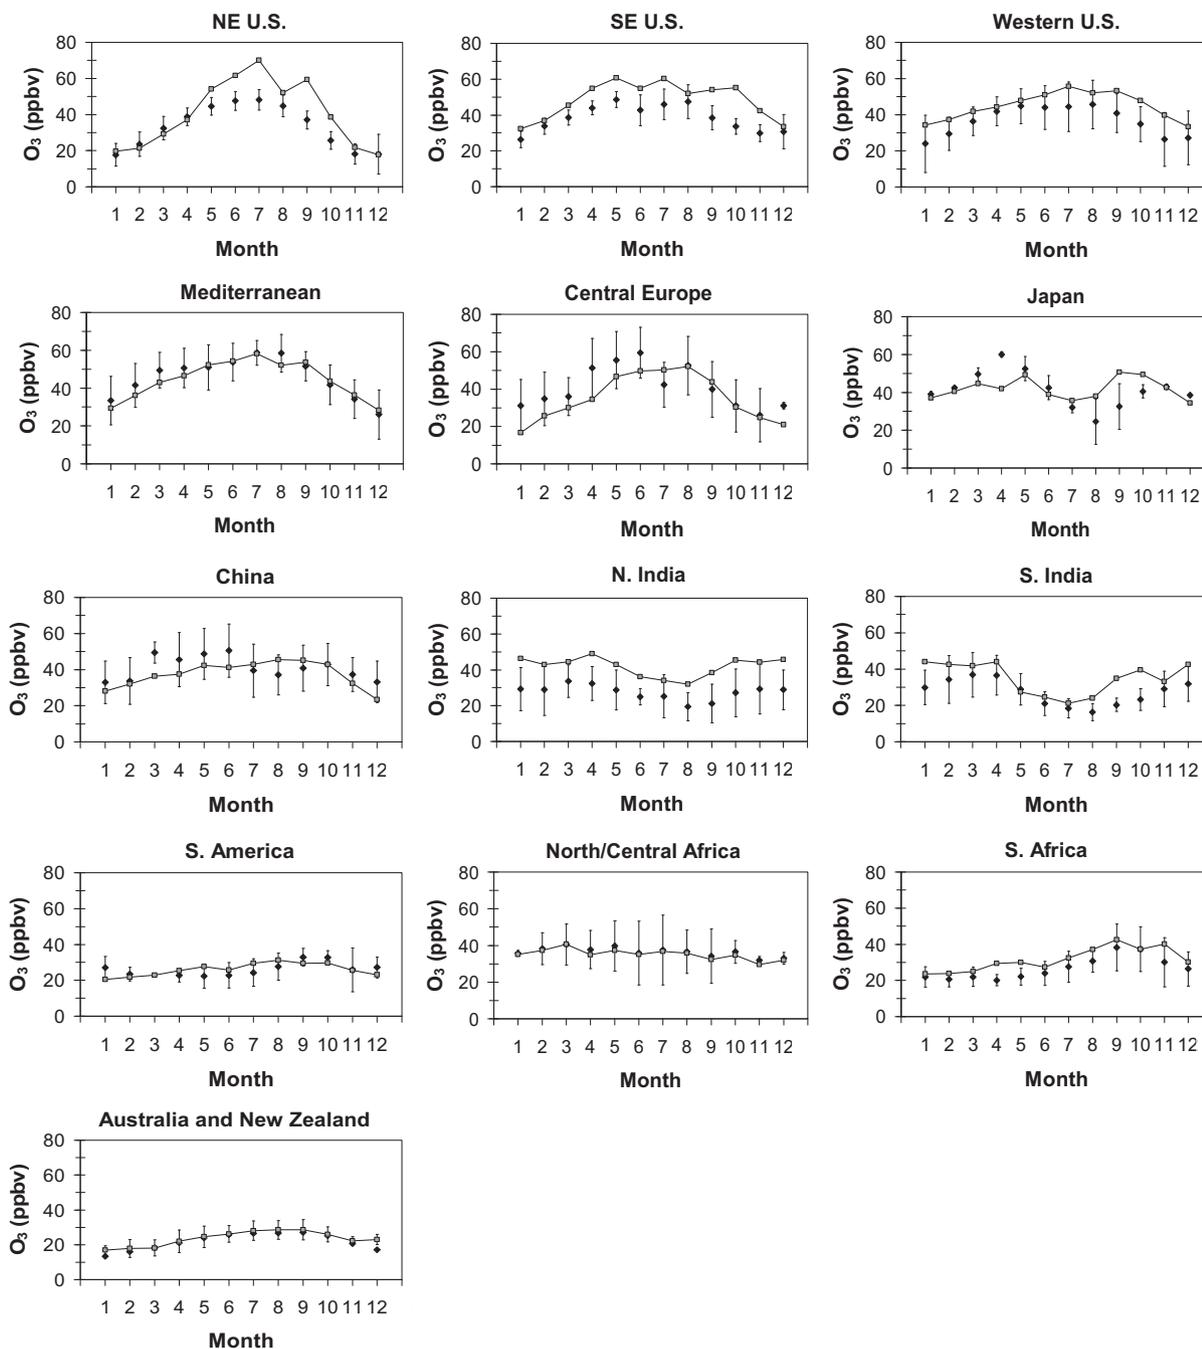 NE U.S.
O3 (ppbv)
80
60
40
20
0
1 2 3 4 5 6 7 8 9 10 11 12
Month
SE U.S.
O3 (ppbv)
80
60
40
20
0
1 2 3 4 5 6 7 8 9 10 11 12
Month
Western U.S.
O3 (ppbv)
80
60
40
20
0
1 2 3 4 5 6 7 8 9 10 11 12
Month
Mediterranean
O3 (ppbv)
80
60
40
20
0
1 2 3 4 5 6 7 8 9 10 11 12
Month
Central Europe
O3 (ppbv)
80
60
40
20
0
1 2 3 4 5 6 7 8 9 10 11 12
Month
Japan
O3 (ppbv)
80
60
40
20
0
1 2 3 4 5 6 7 8 9 10 11 12
Month
China
O3 (ppbv)
80
60
40
20
0
1 2 3 4 5 6 7 8 9 10 11 12
Month
N. India
O3 (ppbv)
80
60
40
20
0
1 2 3 4 5 6 7 8 9 10 11 12
Month
S. India
O3 (ppbv)
80
60
40
20
0
1 2 3 4 5 6 7 8 9 10 11 12
Month
S. America
O3 (ppbv)
80
60
40
20
0
1 2 3 4 5 6 7 8 9 10 11 12
Month
North/Central Africa
O3 (ppbv)
80
60
40
20
0
1 2 3 4 5 6 7 8 9 10 11 12
Month
S. Africa
O3 (ppbv)
80
60
40
20
0
1 2 3 4 5 6 7 8 9 10 11 12
Month
Australia and New Zealand
O3 (ppbv)
80
60
40
20
0
1 2 3 4 5 6 7 8 9 10 11 12
Month